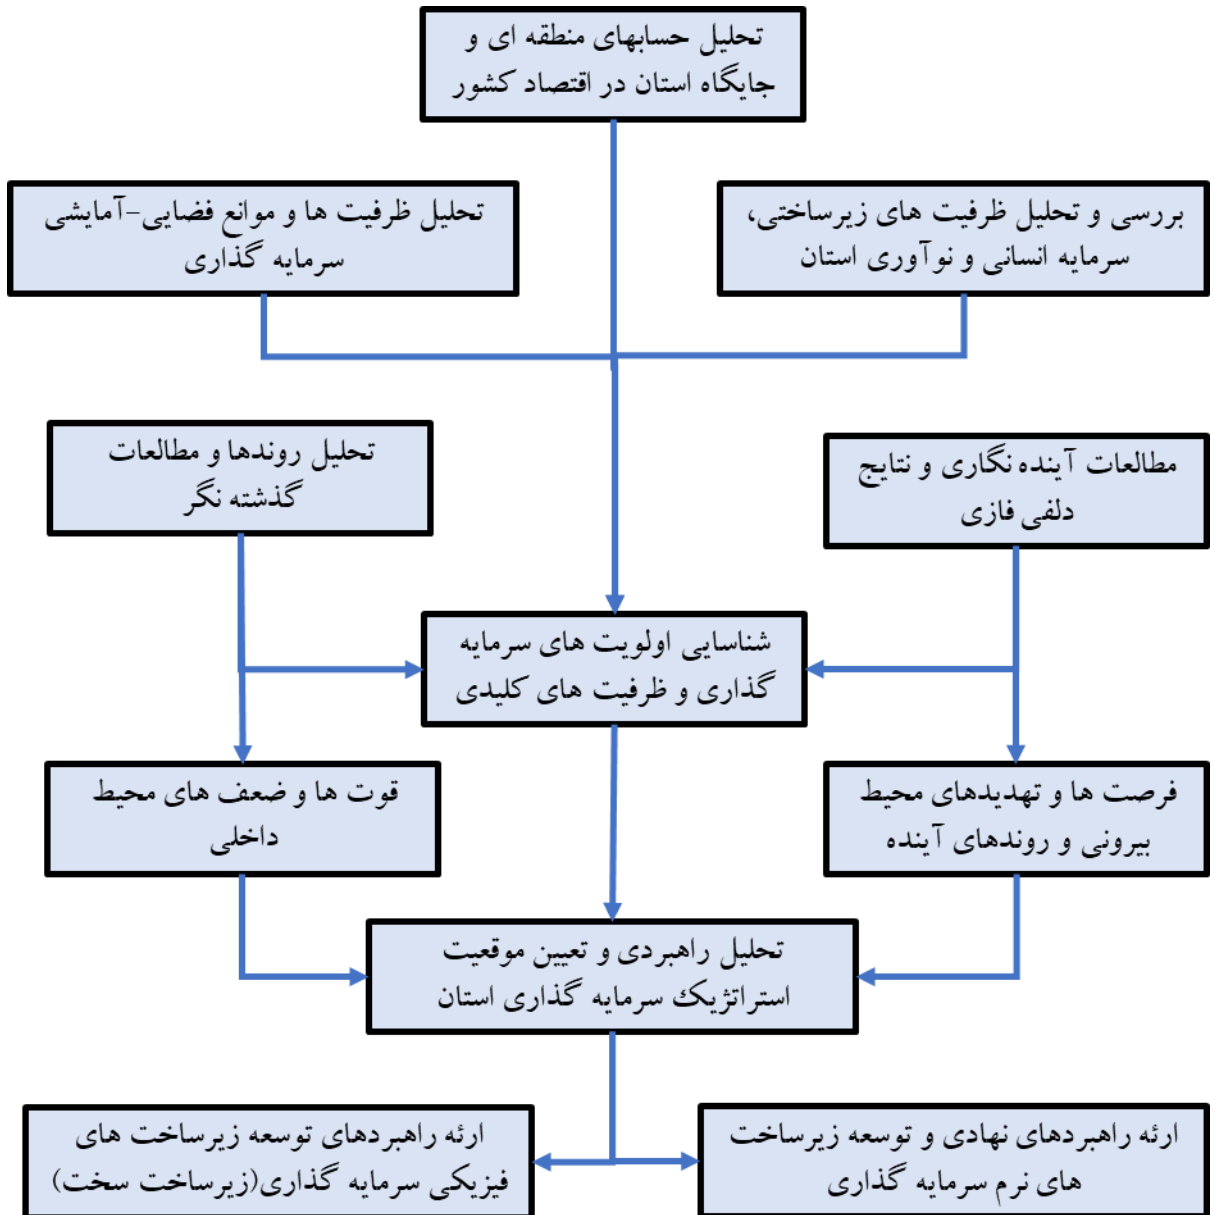 تحلیل حسابهای منطقه ای و
جایگاه استان در اقتصاد کشور
بررسی و تحلیل ظرفیت های زیرساختی،
سرمایه انسانی و نوآوری استان
تحلیل ظرفیت ها و موانع فضایی-آمایشی
سرمایه گذاری
مطالعات آینده نگاری و نتایج
دلفی فازی
تحلیل روندها و مطالعات
گذشته نگر
شناسایی اولویت های سرمایه
گذاری و ظرفیت های کلیدی
فرصت ها و تهدیدهای محیط
بیرونی و روندهای آینده
قوت ها و ضعف های محیط
داخلی
تحلیل راهبردی و تعیین موقعیت
استراتژیک سرمایه گذاری استان
ارئه راهبردهای نهادی و توسعه زیرساخت
های نرم سرمایه گذاری
ارئه راهبردهای توسعه زیرساخت های
فیزیکی سرمایه گذاری(زیرساخت سخت)